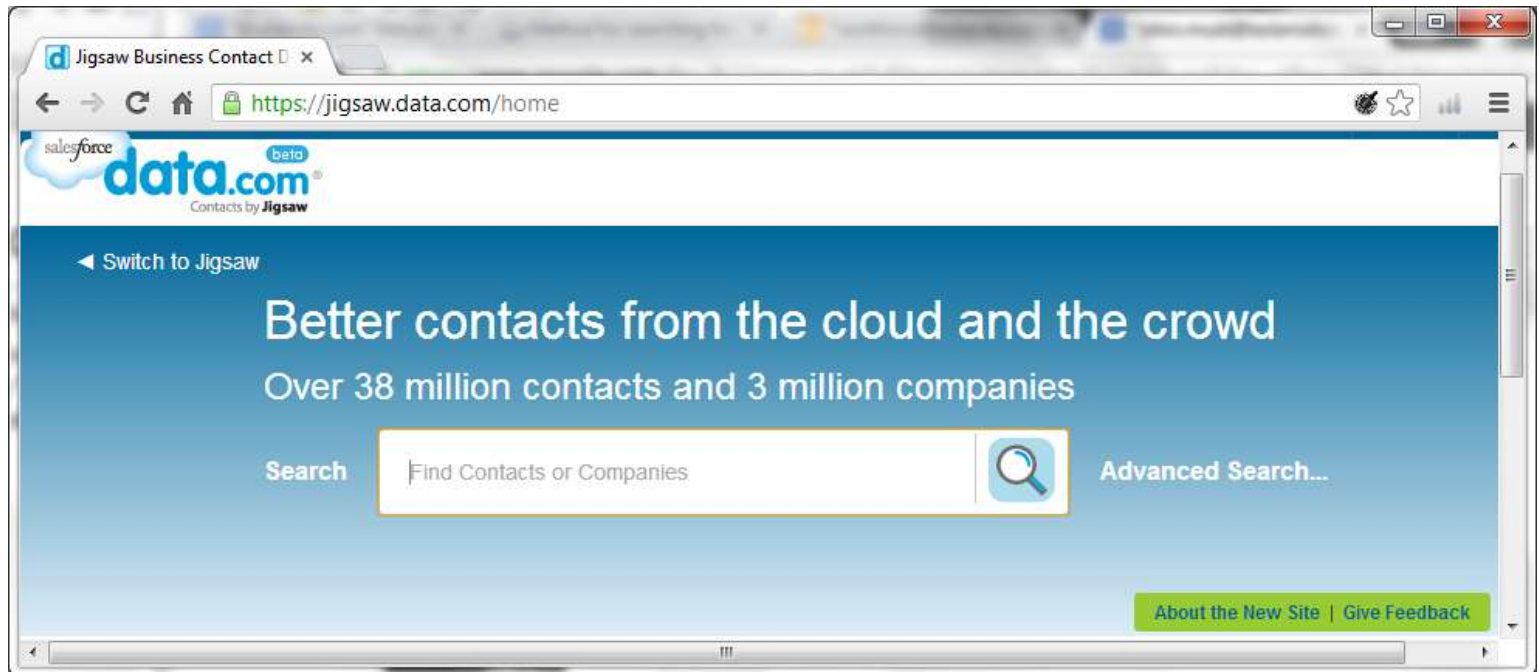 Jigsaw Business Contact D
https://jigsaw.data.com/home
salesforce
data.com® beta
Contacts by Jigsaw
◄ Switch to Jigsaw
Better contacts from the cloud and the crowd
Over 38 million contacts and 3 million companies
Search Find Contacts or Companies Advanced Search...
About the New Site | Give Feedback